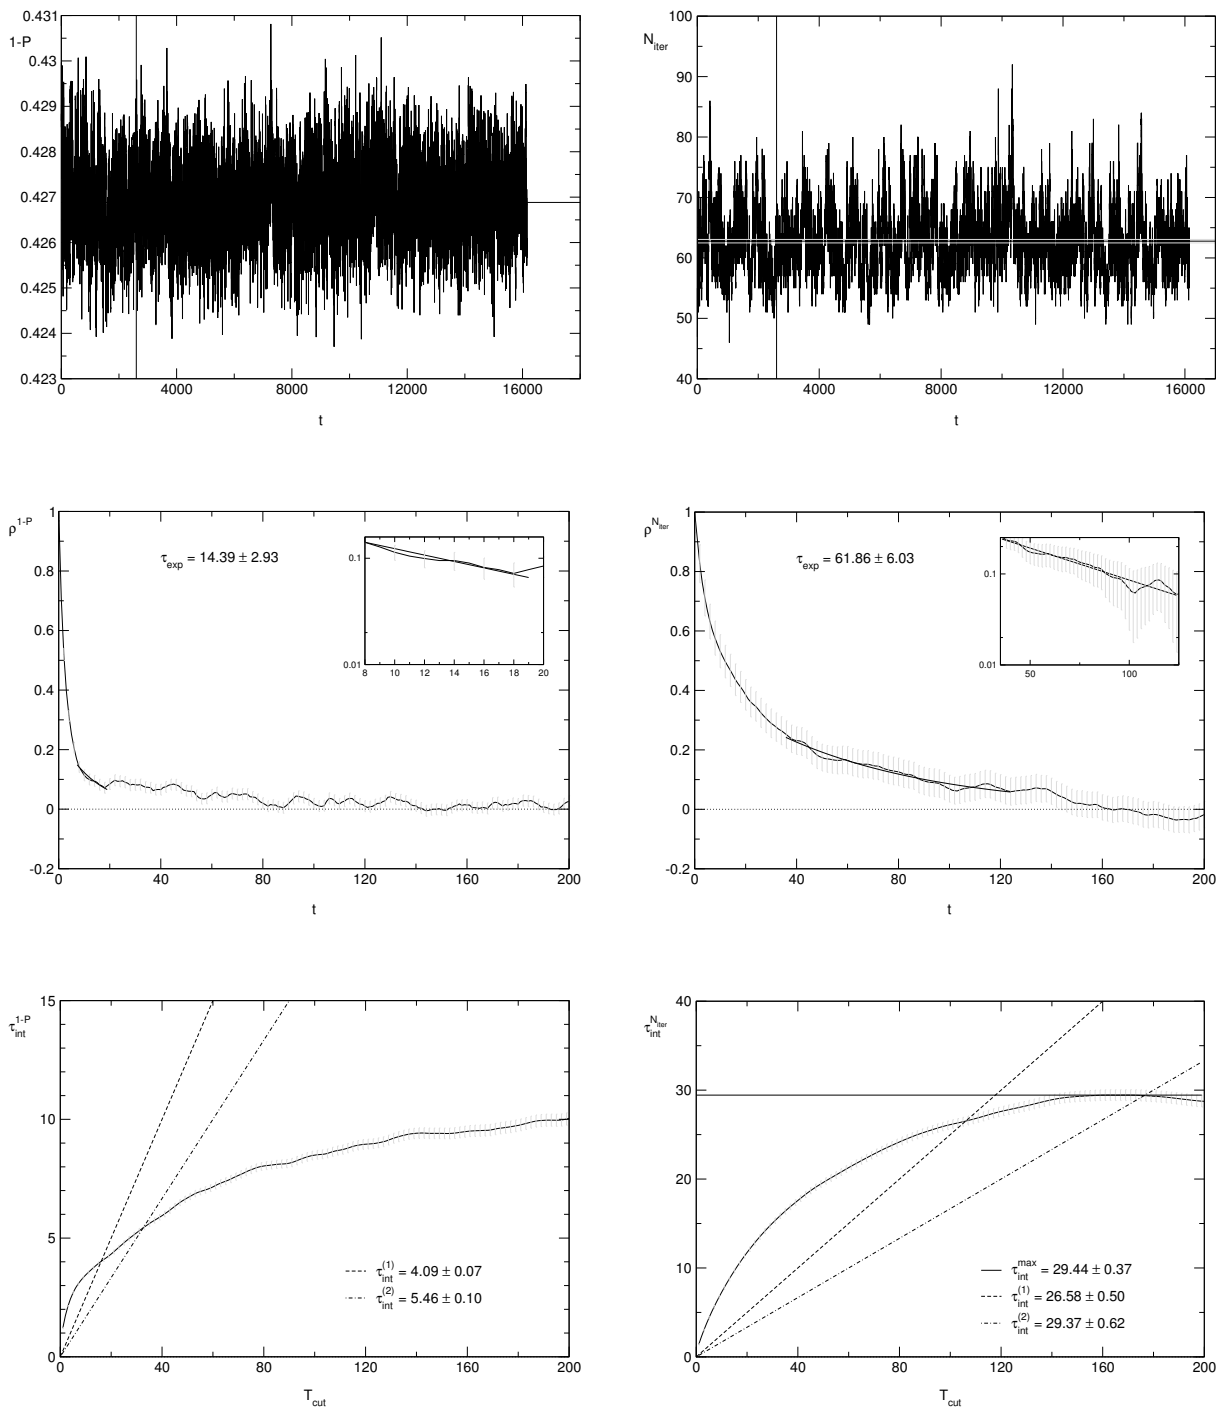 0.431
1-P
0.43
0.429
0.428
0.427
0.426
0.425
0.424
0.423
0 4000 8000 12000 16000
t
100
N_iter
90
80
70
60
50
40
0 4000 8000 12000 16000
t
1
ρ^1-P
τ_exp = 14.39 ± 2.93
0.8
0.6
0.4
0.2
0
-0.2
0 40 80 120 160 200
t
0.1
0.01
8 10 12 14 16 18 20
1
ρ^N_iter
τ_exp = 61.86 ± 6.03
0.8
0.6
0.4
0.2
0
-0.2
0 40 80 120 160 200
t
0.1
0.01
50 100
15
τ_int^1-P
10
5
0
τ_int^(1) = 4.09 ± 0.07
τ_int^(2) = 5.46 ± 0.10
0 40 80 120 160 200
T_cut
40
τ_int^N_iter
30
20
10
0
τ_int^max = 29.44 ± 0.37
τ_int^(1) = 26.58 ± 0.50
τ_int^(2) = 29.37 ± 0.62
0 40 80 120 160 200
T_cut